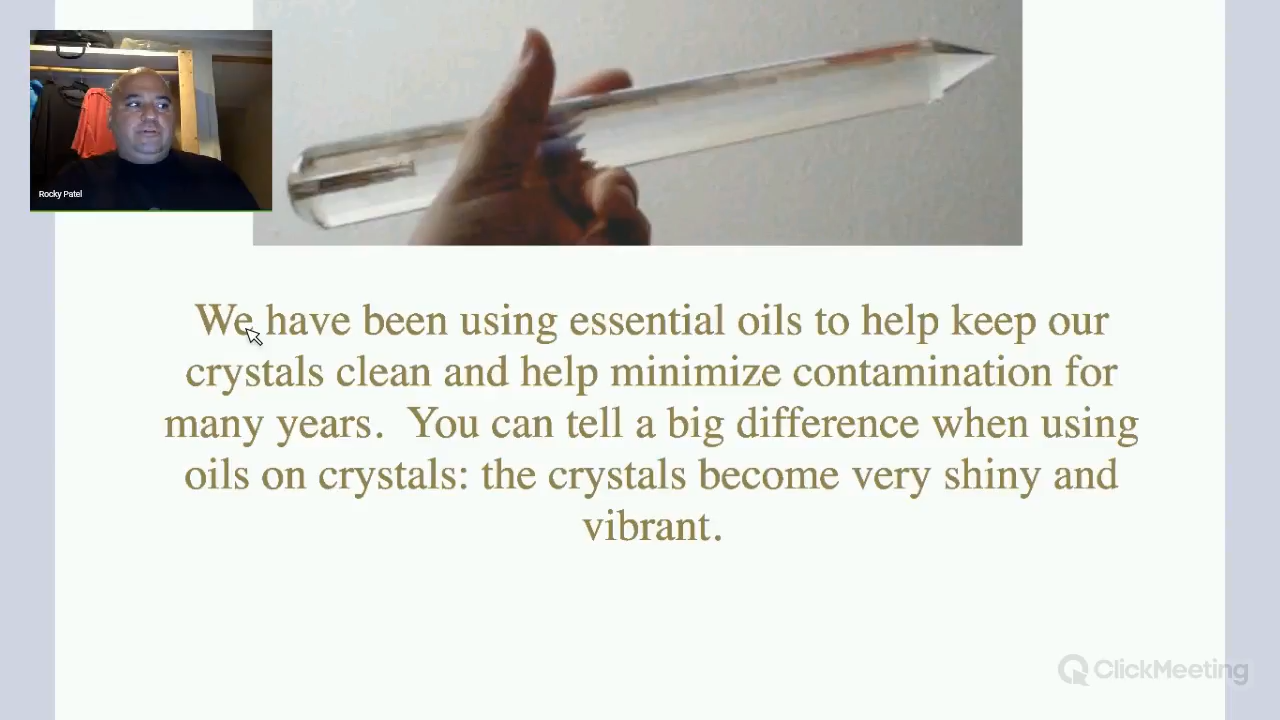 Rocky Patel
We have been using essential oils to help keep our
crystals clean and help minimize contamination for
many years.  You can tell a big difference when using
oils on crystals: the crystals become very shiny and
vibrant.
ClickMeeting